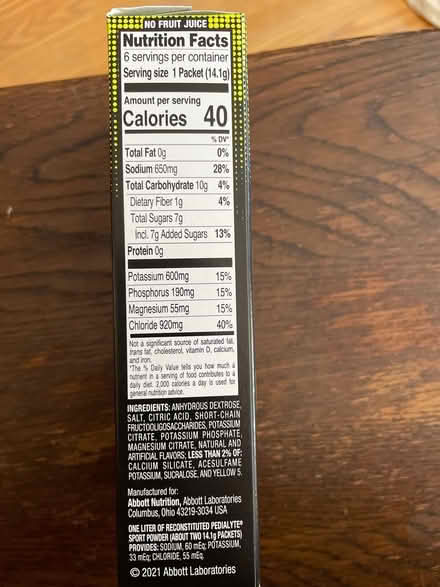 NO FRUIT JUICE
Nutrition Facts
6 servings per container
Serving size 1 Packet (14.1g)
Amount per serving
Calories 40
% DV*
Total Fat 0g 0%
Sodium 650mg 28%
Total Carbohydrate 10g 4%
Dietary Fiber 1g 4%
Total Sugars 7g
Incl. 7g Added Sugars 13%
Protein 0g
Potassium 600mg 15%
Phosphorus 190mg 15%
Magnesium 55mg 15%
Chloride 920mg 40%
Not a significant source of saturated fat,
trans fat, cholesterol, vitamin D, calcium,
and iron.
*The % Daily Value tells you how much a
nutrient in a serving of food contributes to a
daily diet. 2,000 calories a day is used for
general nutrition advice.
INGREDIENTS: ANHYDROUS DEXTROSE,
SALT, CITRIC ACID, SHORT-CHAIN
FRUCTOOLIGOSACCHARIDES, POTASSIUM
CITRATE, POTASSIUM PHOSPHATE,
MAGNESIUM CITRATE, NATURAL AND
ARTIFICIAL FLAVORS; LESS THAN 2% OF:
CALCIUM SILICATE, ACESULFAME
POTASSIUM, SUCRALOSE, AND YELLOW 5.
Manufactured for:
Abbott Nutrition, Abbott Laboratories
Columbus, Ohio 43219-3034 USA
ONE LITER OF RECONSTITUTED PEDIALYTE®
SPORT POWDER (ABOUT TWO 14.1g PACKETS)
PROVIDES: SODIUM, 60 mEq; POTASSIUM,
33 mEq; CHLORIDE, 55 mEq.
© 2021 Abbott Laboratories